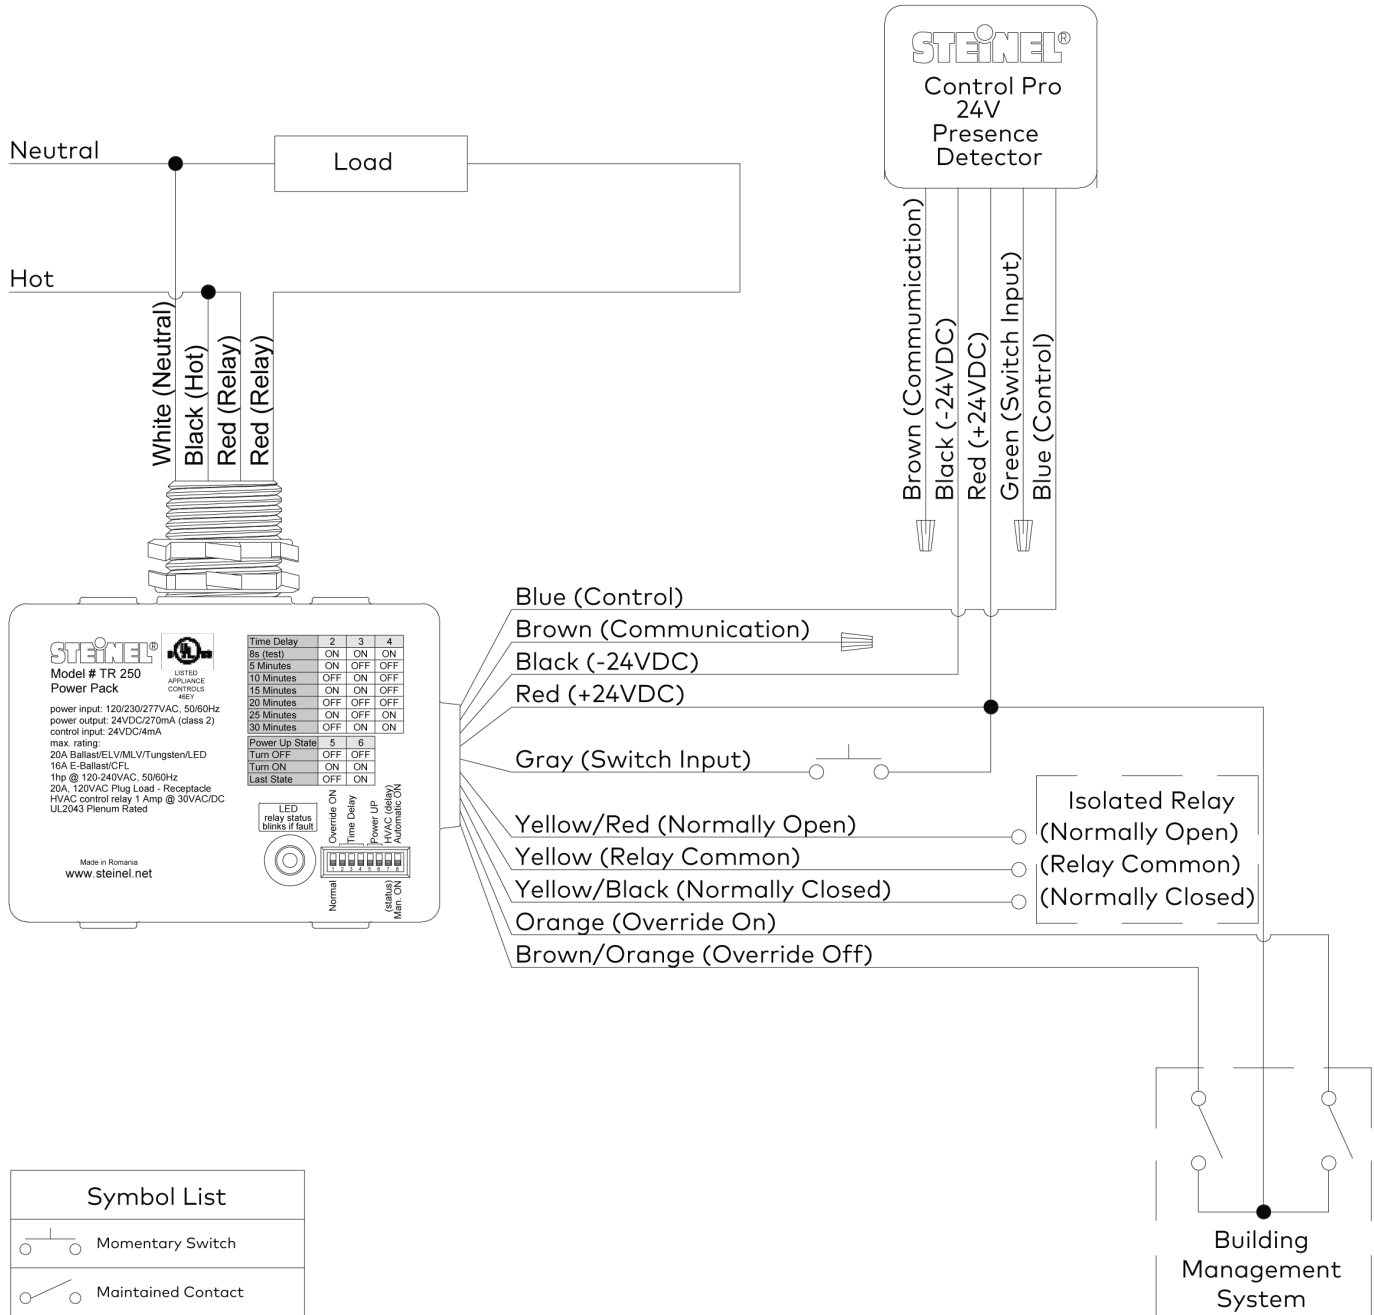 STEINEL®
Control Pro
24V
Presence
Detector
Neutral
Load
Hot
White (Neutral)
Black (Hot)
Red (Relay)
Red (Relay)
Brown (Commumication)
Black (-24VDC)
Red (+24VDC)
Green (Switch Input)
Blue (Control)
STEINEL®
Model # TR 250
Power Pack
UL
LISTED
APPLIANCE
CONTROLS
46EY
power input: 120/230/277VAC, 50/60Hz
power output: 24VDC/270mA (class 2)
control input: 24VDC/4mA
max. rating:
20A Ballast/ELV/MLV/Tungsten/LED
16A E-Ballast/CFL
1hp @ 120-240VAC, 50/60Hz
20A, 120VAC Plug Load - Receptacle
HVAC control relay 1 Amp @ 30VAC/DC
UL2043 Plenum Rated
Made in Romania
www.steinel.net
Time Delay 2 3 4
8s (test) ON ON ON
5 Minutes ON OFF OFF
10 Minutes OFF ON OFF
15 Minutes ON ON OFF
20 Minutes OFF OFF OFF
25 Minutes ON OFF ON
30 Minutes OFF ON ON
Power Up State 5 6
Turn OFF OFF OFF
Turn ON ON ON
Last State OFF ON
LED
relay status
blinks if fault
Override ON
Time Delay
Power UP
HVAC (delay)
Automatic ON
1 2 3 4 5 6 7 8
Normal
(status)
Man. ON
Blue (Control)
Brown (Communication)
Black (-24VDC)
Red (+24VDC)
Gray (Switch Input)
Yellow/Red (Normally Open)
Yellow (Relay Common)
Yellow/Black (Normally Closed)
Orange (Override On)
Brown/Orange (Override Off)
Isolated Relay
(Normally Open)
(Relay Common)
(Normally Closed)
Building
Management
System
Symbol List
Momentary Switch
Maintained Contact